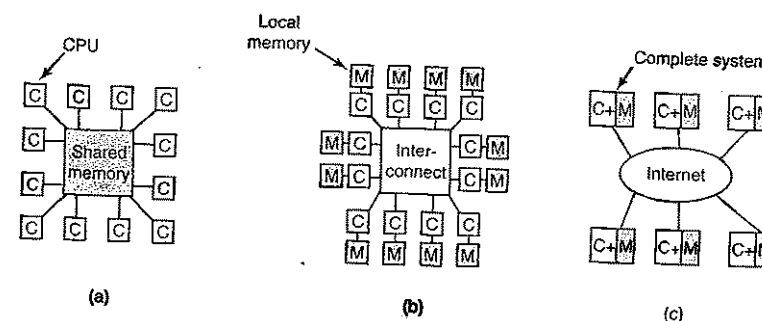 CPU
C C C C
C C
Shared
memory
C C
C C C C
(a)
Local
memory
M M M M
C C C C
M C C M
Inter-
connect
M C C M
C C C C
M M M M
(b)
Complete system
C+ M C+ M C+ M
Internet
C+ M C+ M C+ M
(c)